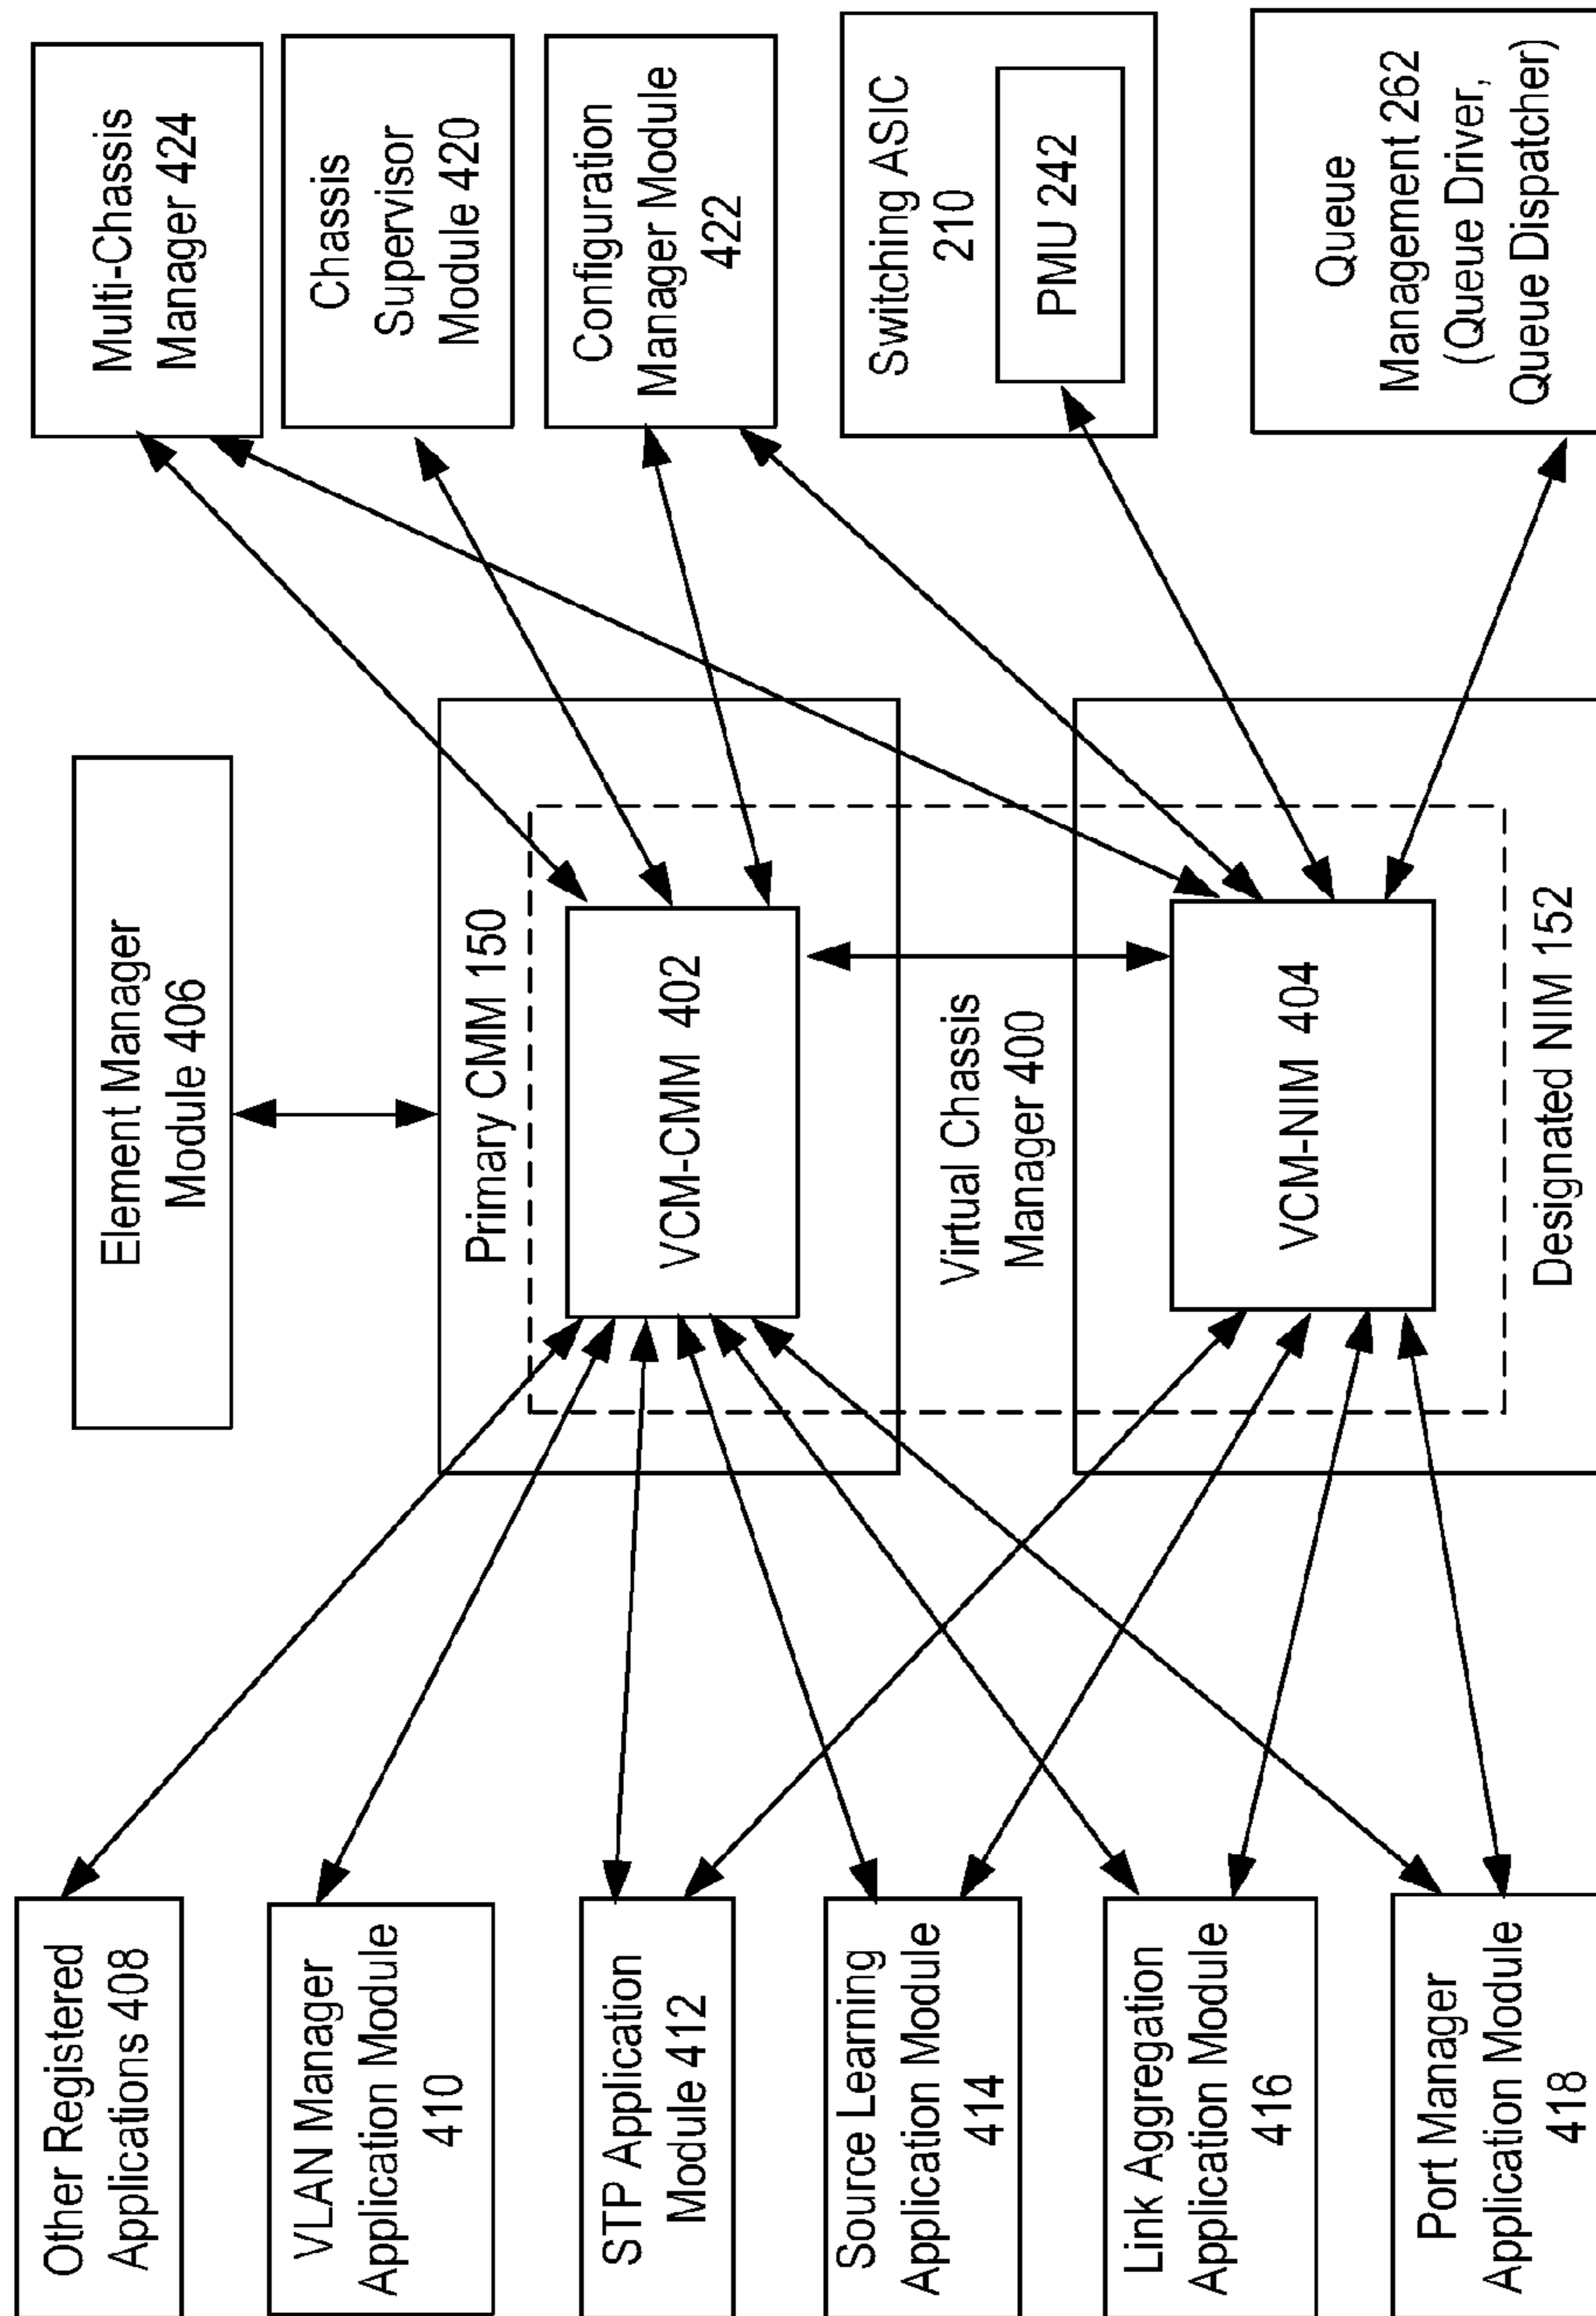 Element Manager
Module 406
Other Registered
Applications 408
VLAN Manager
Application Module
410
STP Application
Module 412
Source Learning
Application Module
414
Link Aggregation
Application Module
416
Port Manager
Application Module
418
Primary CMM 150
VCM-CMM 402
Virtual Chassis
Manager 400
VCM-NIM 404
Designated NIM 152
Multi-Chassis
Manager 424
Chassis
Supervisor
Module 420
Configuration
Manager Module
422
Switching ASIC
210
PMU 242
Queue
Management 262
(Queue Driver,
Queue Dispatcher)